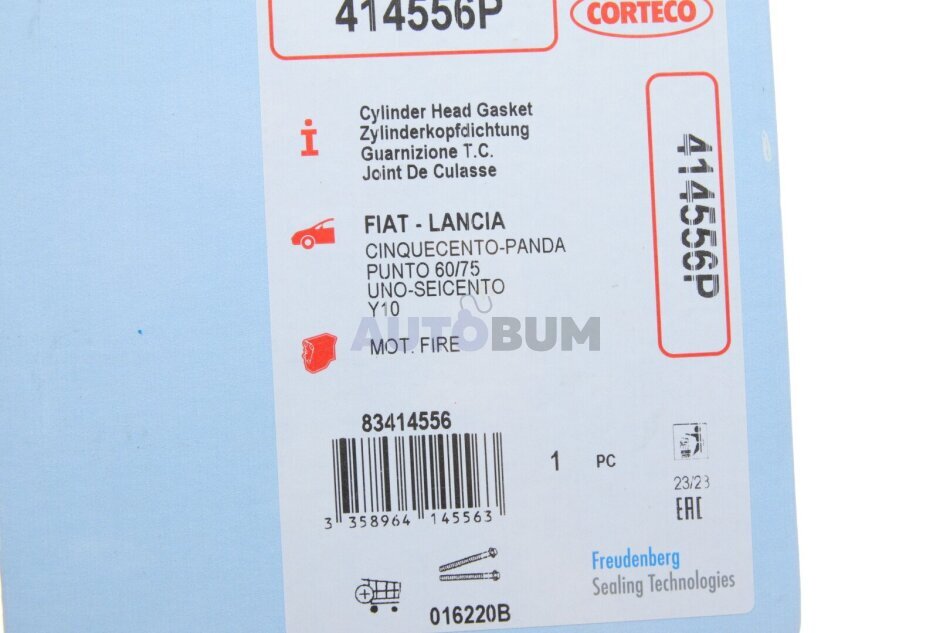 414556P
CORTECO
Cylinder Head Gasket
Zylinderkopfdichtung
Guarnizione T.C.
Joint De Culasse
414556P
FIAT - LANCIA
CINQUECENTO-PANDA
PUNTO 60/75
UNO-SEICENTO
Y10
AUTOBUM
MOT. FIRE
83414556
1 PC
3 358964 145563
23/23
EAC
Freudenberg
Sealing Technologies
016220B